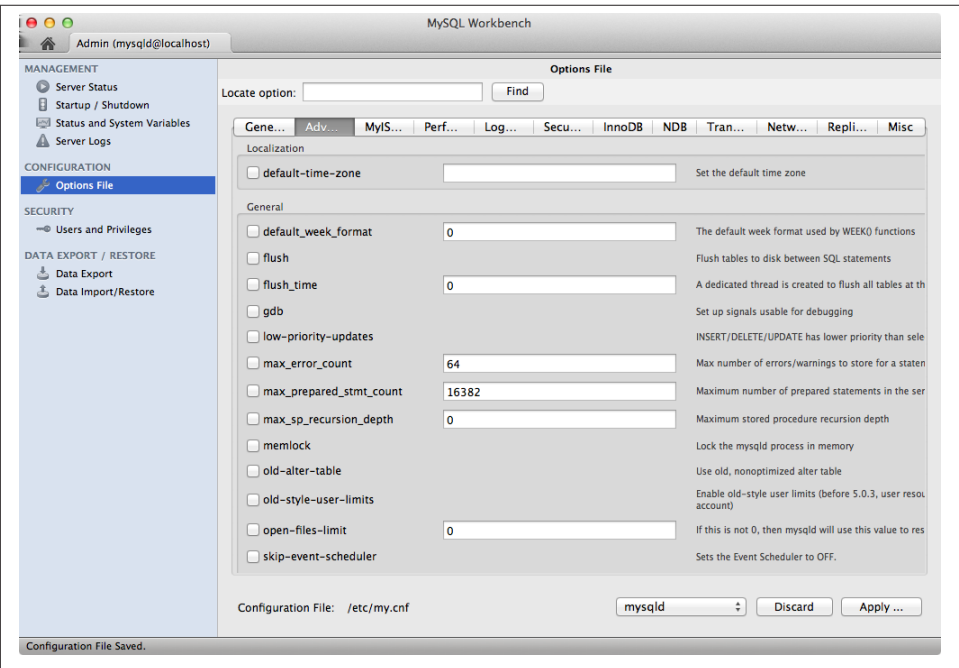 MySQL Workbench
Admin (mysqld@localhost)
MANAGEMENT
Server Status
Startup / Shutdown
Status and System Variables
Server Logs
CONFIGURATION
Options File
SECURITY
Users and Privileges
DATA EXPORT / RESTORE
Data Export
Data Import/Restore
Options File
Locate option: Find
Gene... Adv... MyIS... Perf... Log... Secu... InnoDB NDB Tran... Netw... Repli... Misc
Localization
default-time-zone Set the default time zone
General
default_week_format 0 The default week format used by WEEK() functions
flush Flush tables to disk between SQL statements
flush_time 0 A dedicated thread is created to flush all tables at th
gdb Set up signals usable for debugging
low-priority-updates INSERT/DELETE/UPDATE has lower priority than sele
max_error_count 64 Max number of errors/warnings to store for a staten
max_prepared_stmt_count 16382 Maximum number of prepared statements in the ser
max_sp_recursion_depth 0 Maximum stored procedure recursion depth
memlock Lock the mysqld process in memory
old-alter-table Use old, nonoptimized alter table
old-style-user-limits Enable old-style user limits (before 5.0.3, user resou
account)
open-files-limit 0 If this is not 0, then mysqld will use this value to res
skip-event-scheduler Sets the Event Scheduler to OFF.
Configuration File: /etc/my.cnf mysqld Discard Apply ...
Configuration File Saved.